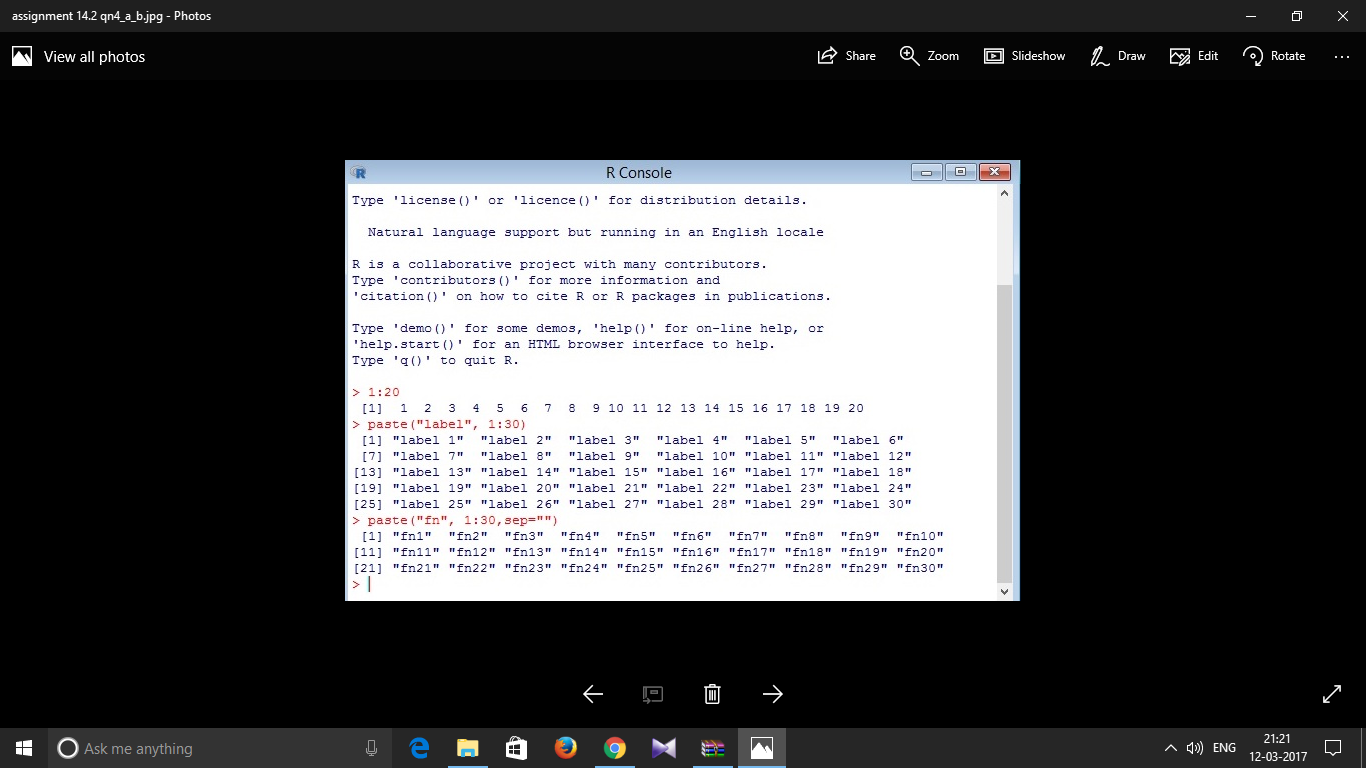 assignment 14.2 qn4_a_b.jpg - Photos
View all photos
Share
Zoom
Slideshow
Draw
Edit
Rotate
R Console
Type 'license()' or 'licence()' for distribution details.
Natural language support but running in an English locale
R is a collaborative project with many contributors.
Type 'contributors()' for more information and
'citation()' on how to cite R or R packages in publications.
Type 'demo()' for some demos, 'help()' for on-line help, or
'help.start()' for an HTML browser interface to help.
Type 'q()' to quit R.
> 1:20
[1] 1 2 3 4 5 6 7 8 9 10 11 12 13 14 15 16 17 18 19 20
> paste("label", 1:30)
[1] "label 1" "label 2" "label 3" "label 4" "label 5" "label 6"
[7] "label 7" "label 8" "label 9" "label 10" "label 11" "label 12"
[13] "label 13" "label 14" "label 15" "label 16" "label 17" "label 18"
[19] "label 19" "label 20" "label 21" "label 22" "label 23" "label 24"
[25] "label 25" "label 26" "label 27" "label 28" "label 29" "label 30"
> paste("fn", 1:30,sep="")
[1] "fn1" "fn2" "fn3" "fn4" "fn5" "fn6" "fn7" "fn8" "fn9" "fn10"
[11] "fn11" "fn12" "fn13" "fn14" "fn15" "fn16" "fn17" "fn18" "fn19" "fn20"
[21] "fn21" "fn22" "fn23" "fn24" "fn25" "fn26" "fn27" "fn28" "fn29" "fn30"
>
Ask me anything
ENG
21:21
12-03-2017